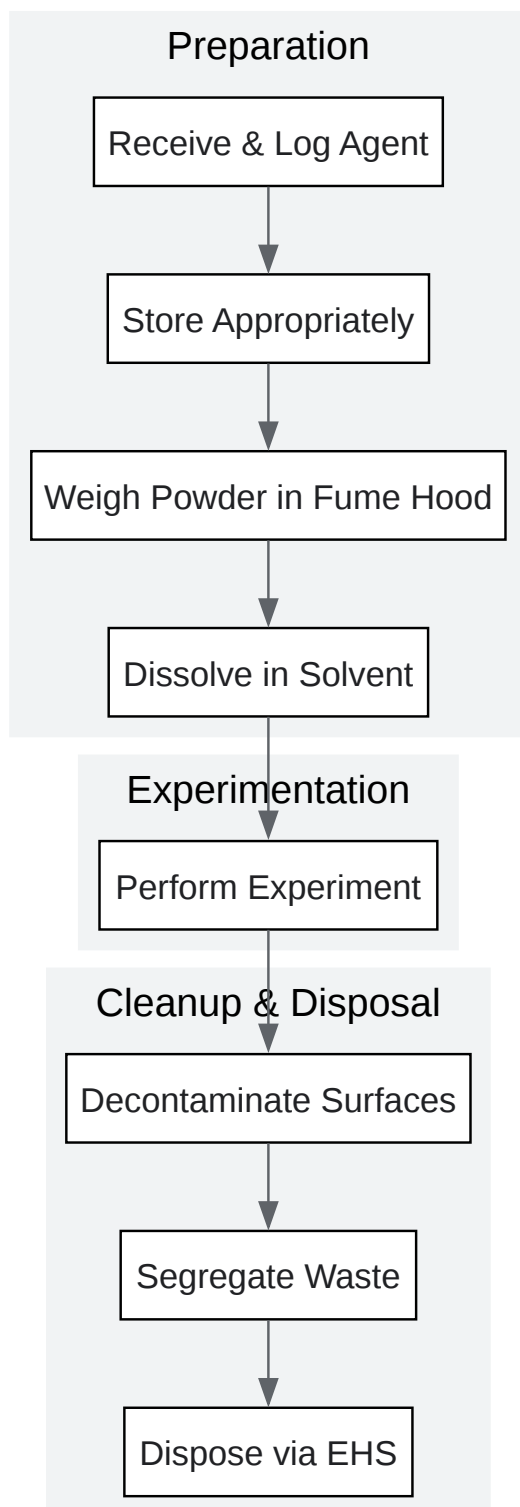 Preparation
Receive & Log Agent
Store Appropriately
Weigh Powder in Fume Hood
Dissolve in Solvent
Experimentation
Perform Experiment
Cleanup & Disposal
Decontaminate Surfaces
Segregate Waste
Dispose via EHS